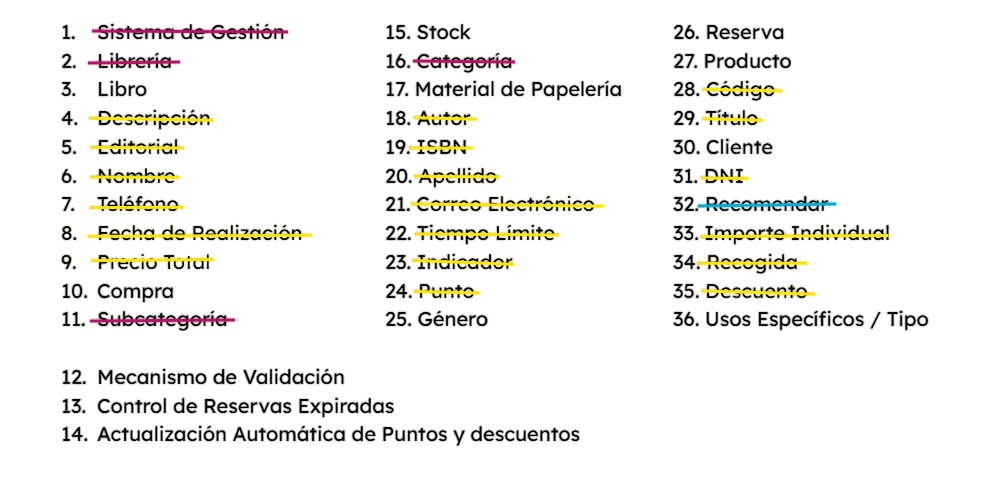 1. Sistema de Gestión
2. Librería
3. Libro
4. Descripción
5. Editorial
6. Nombre
7. Teléfono
8. Fecha de Realización
9. Precio Total
10. Compra
11. Subcategoría
12. Mecanismo de Validación
13. Control de Reservas Expiradas
14. Actualización Automática de Puntos y descuentos
15. Stock
16. Categoría
17. Material de Papelería
18. Autor
19. ISBN
20. Apellido
21. Correo Electrónico
22. Tiempo Límite
23. Indicador
24. Punto
25. Género
26. Reserva
27. Producto
28. Código
29. Título
30. Cliente
31. DNI
32. Recomendar
33. Importe Individual
34. Recogida
35. Descuento
36. Usos Específicos / Tipo